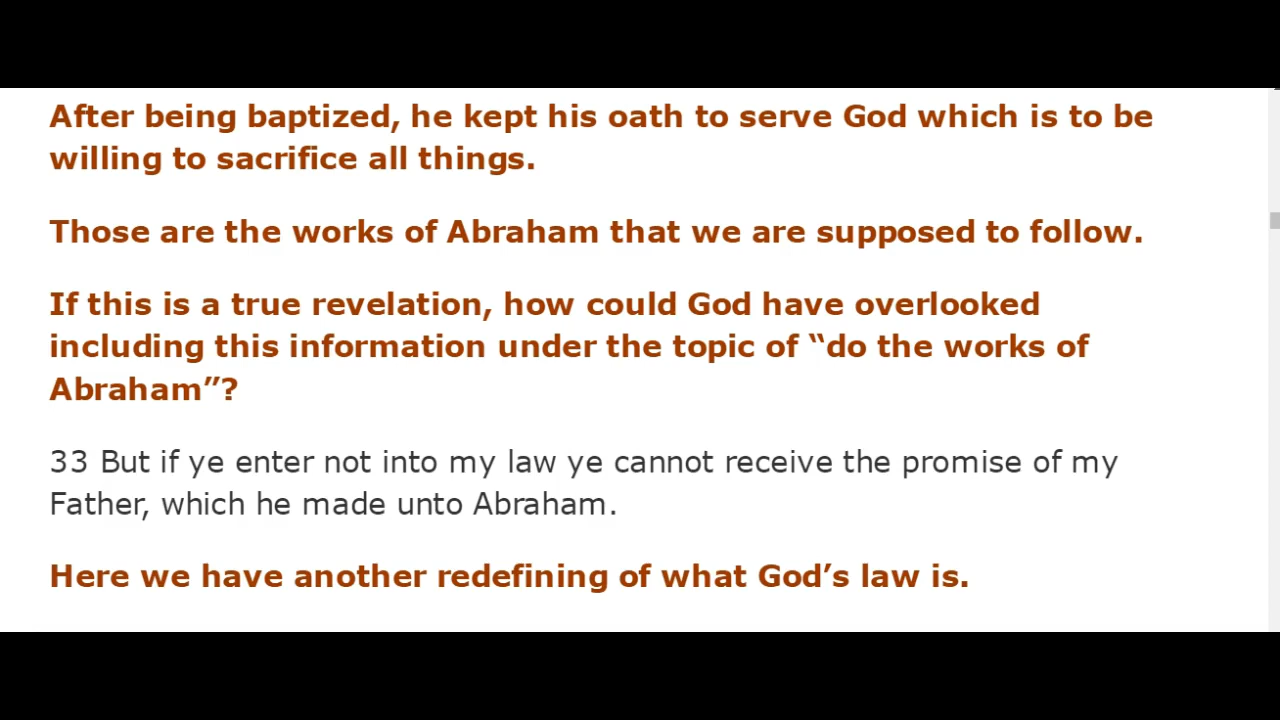 After being baptized, he kept his oath to serve God which is to be
willing to sacrifice all things.
Those are the works of Abraham that we are supposed to follow.
If this is a true revelation, how could God have overlooked
including this information under the topic of “do the works of
Abraham”?
33 But if ye enter not into my law ye cannot receive the promise of my
Father, which he made unto Abraham.
Here we have another redefining of what God’s law is.